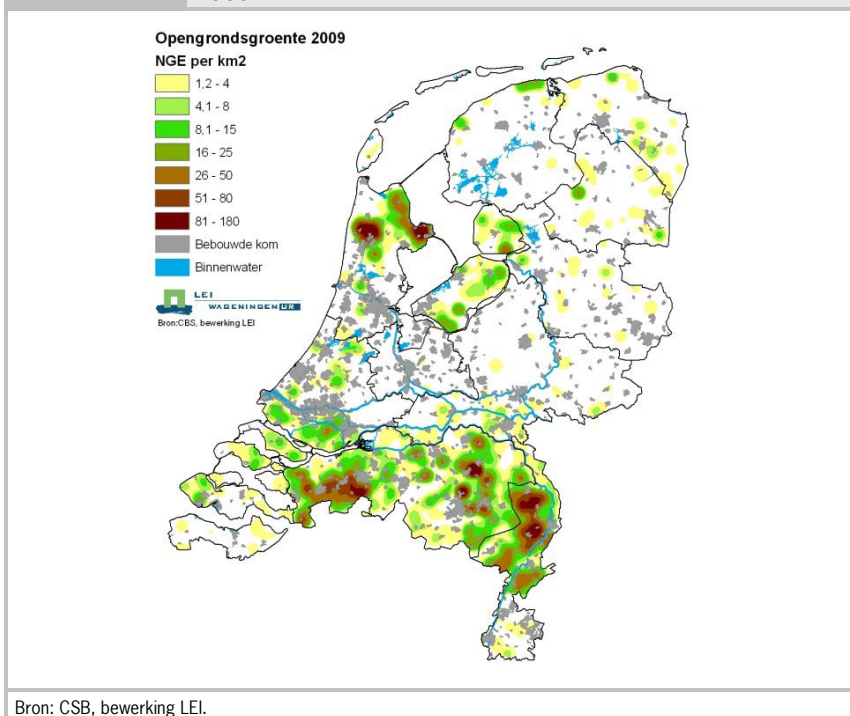 Opengrondsgroente 2009
NGE per km2
1,2 - 4
4,1 - 8
8,1 - 15
16 - 25
26 - 50
51 - 80
81 - 180
Bebouwde kom
Binnenwater
LEI
WAGENINGEN UR
Bron:CBS, bewerking LEI
Bron: CSB, bewerking LEI.